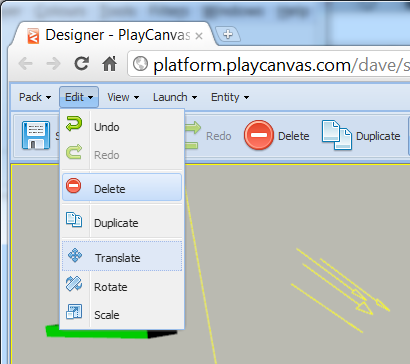 Designer - PlayCanvas
platform.playcanvas.com/dave/s
Pack Edit View Launch Entity
Redo Delete Duplicate
Undo
Redo
Delete
Duplicate
Translate
Rotate
Scale